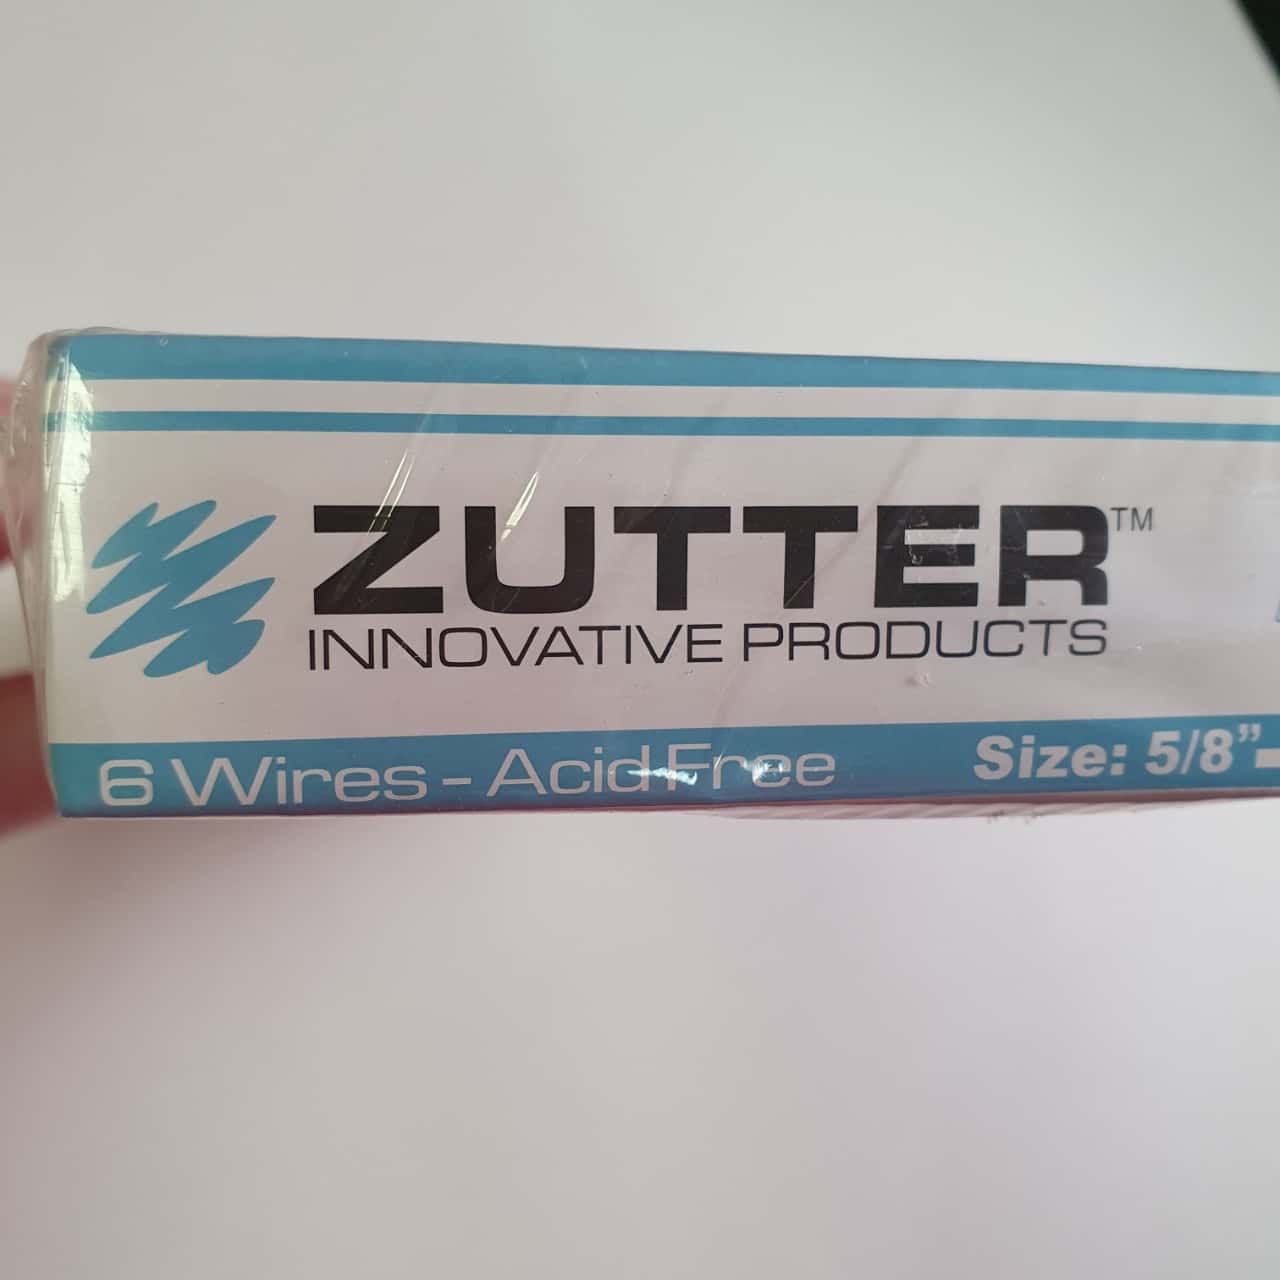 ZUTTER™
INNOVATIVE PRODUCTS
6 Wires - Acid Free
Size: 5/8"